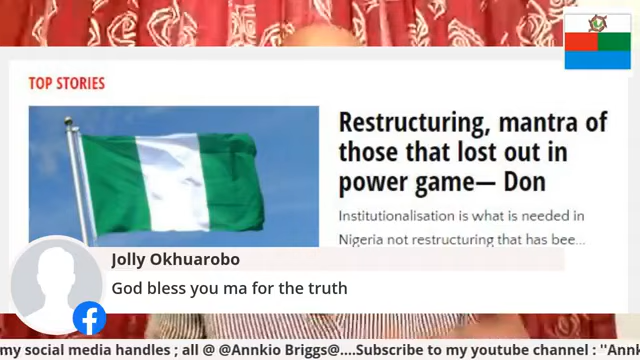 TOP STORIES
Restructuring, mantra of
those that lost out in
power game— Don
Institutionalisation is what is needed in
Nigeria not restructuring that has bee...
Jolly Okhuarobo
God bless you ma for the truth
my social media handles ; all @ @Annkio Briggs@....Subscribe to my youtube channel : "Ann